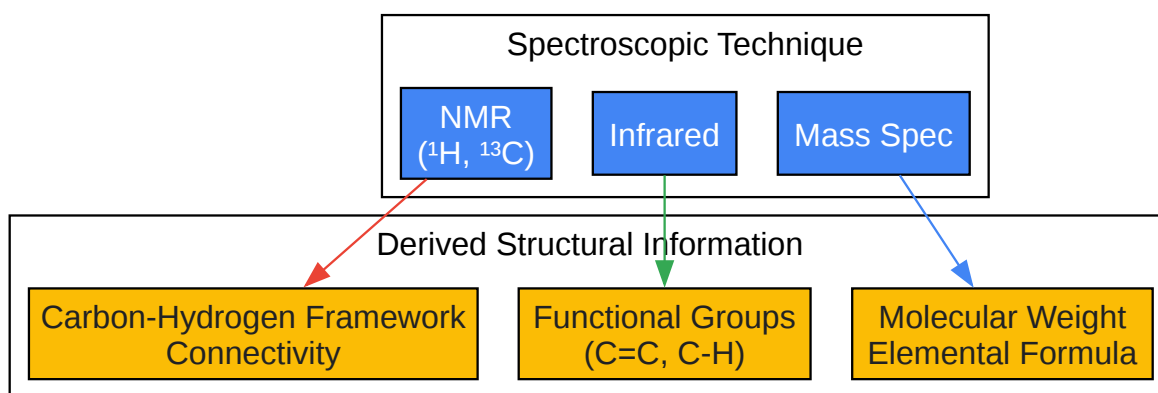 Spectroscopic Technique
NMR
(¹H, ¹³C)
Infrared
Mass Spec
Derived Structural Information
Carbon-Hydrogen Framework
Connectivity
Functional Groups
(C=C, C-H)
Molecular Weight
Elemental Formula